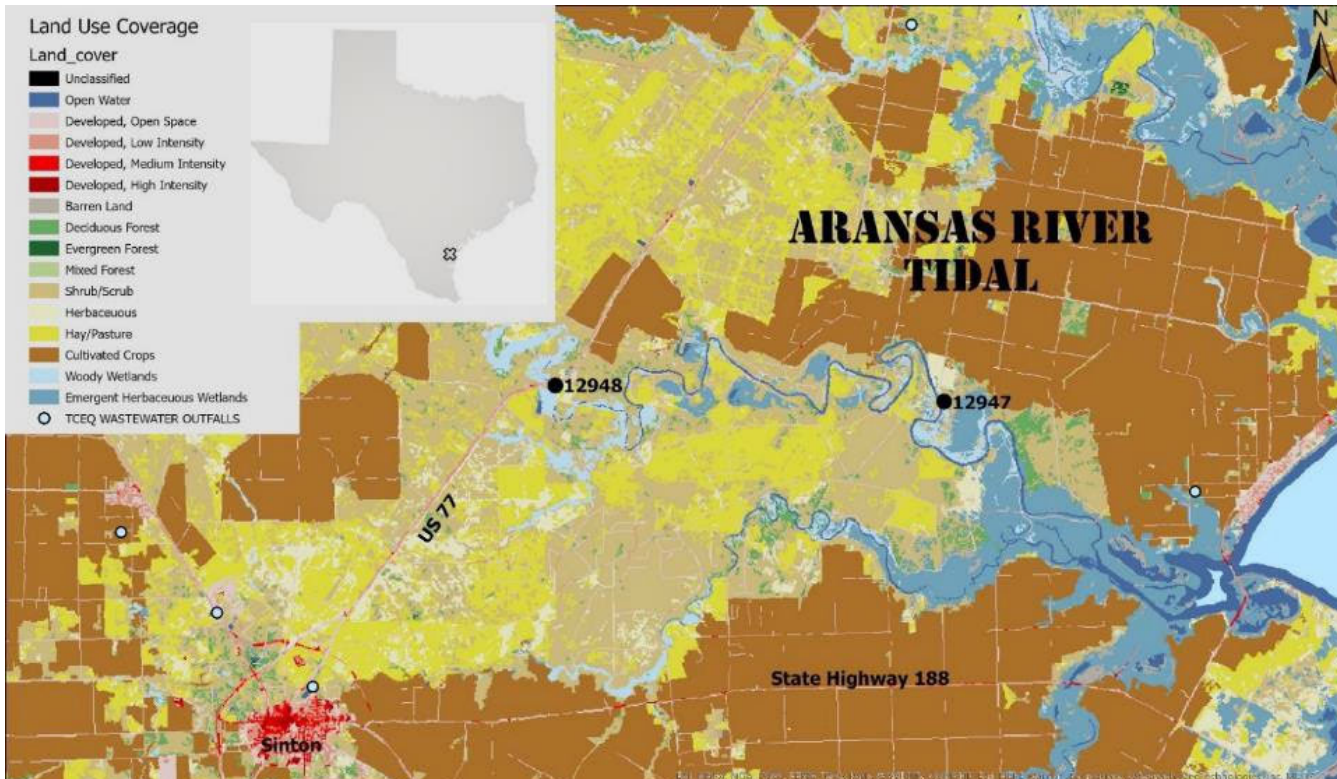 Land Use Coverage
Land_cover
Unclassified
Open Water
Developed, Open Space
Developed, Low Intensity
Developed, Medium Intensity
Developed, High Intensity
Barren Land
Deciduous Forest
Evergreen Forest
Mixed Forest
Shrub/Scrub
Herbaceuous
Hay/Pasture
Cultivated Crops
Woody Wetlands
Emergent Herbaceuous Wetlands
TCEQ WASTEWATER OUTFALLS
N
ARANSAS RIVER
TIDAL
12948
12947
US 77
State Highway 188
Sinton